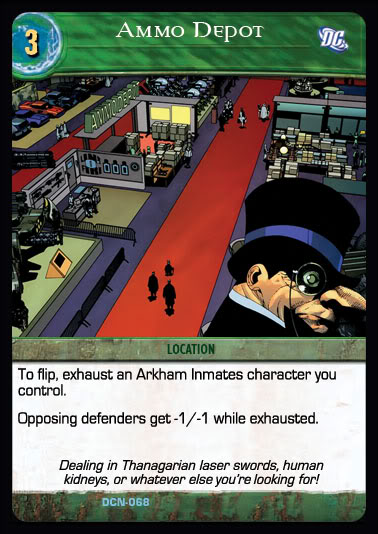 Ammo Depot
3
DC
AMMO DEPOT
LOCATION
To flip, exhaust an Arkham Inmates character you
control.
Opposing defenders get -1/-1 while exhausted.
Dealing in Thanagarian laser swords, human
kidneys, or whatever else you're looking for!
DCN-068